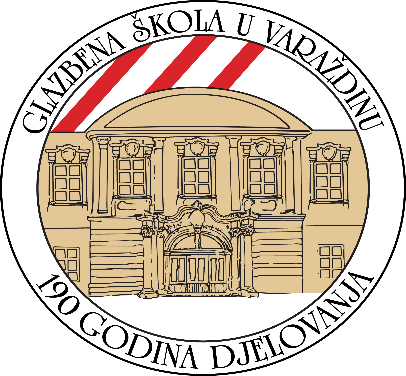 GLAZBENA ŠKOLA U VARAŽDINU
190 GODINA DJELOVANJA